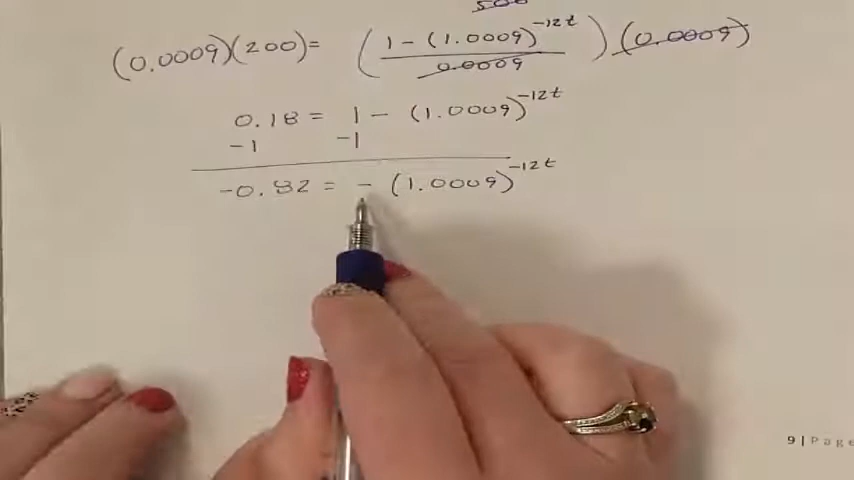 500
(0.0009)(200) = (1 - (1.0009)^-12t / 0.0009) (0.0009)
0.18 = 1 - (1.0009)^-12t
-1 -1
-0.82 = - (1.0009)^-12t
9 | Page